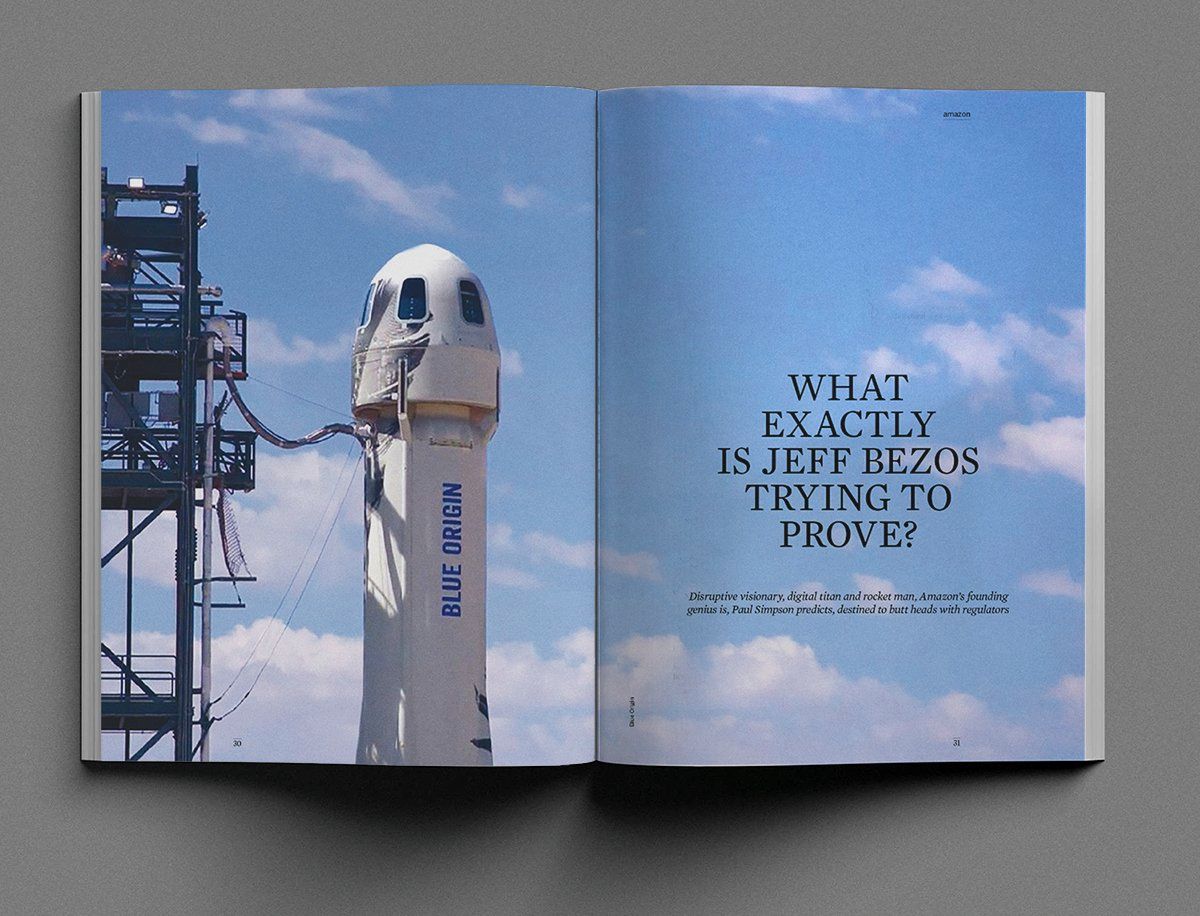 BLUE ORIGIN
30
amazon
WHAT
EXACTLY
IS JEFF BEZOS
TRYING TO
PROVE?
Disruptive visionary, digital titan and rocket man, Amazon's founding
genius is, Paul Simpson predicts, destined to butt heads with regulators
Blue Origin
31